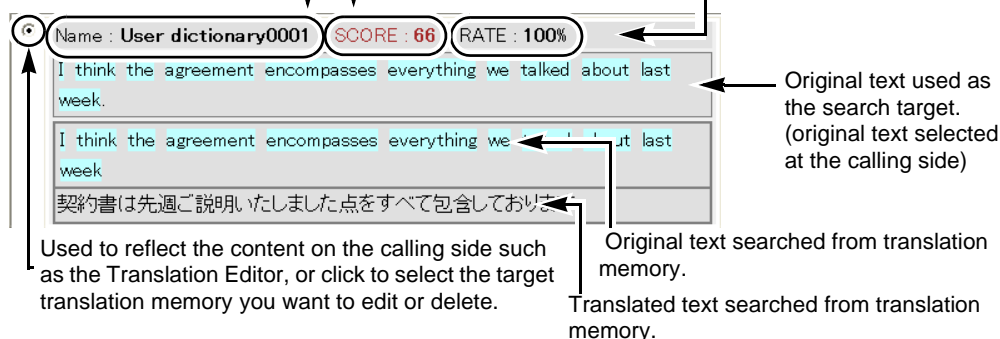 Name : User dictionary0001 SCORE : 66 RATE : 100%
I think the agreement encompasses everything we talked about last
week.
Original text used as
the search target.
(original text selected
at the calling side)
I think the agreement encompasses everything we last
week
契約書は先週ご説明いたしました点をすべて包含しており
Used to reflect the content on the calling side such
as the Translation Editor, or click to select the target
translation memory you want to edit or delete.
Original text searched from translation
memory.
Translated text searched from translation
memory.